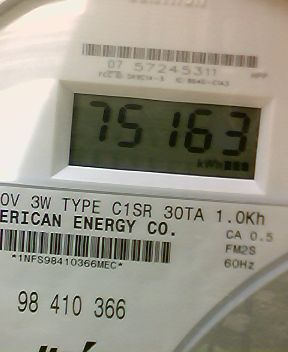 07 57245311
75163
kWh
0V 3W TYPE C1SR 30TA 1.0Kh
ERICAN ENERGY CO.
CA 0.5
FM2S
60Hz
*1NFS98410366MEC*
98 410 366